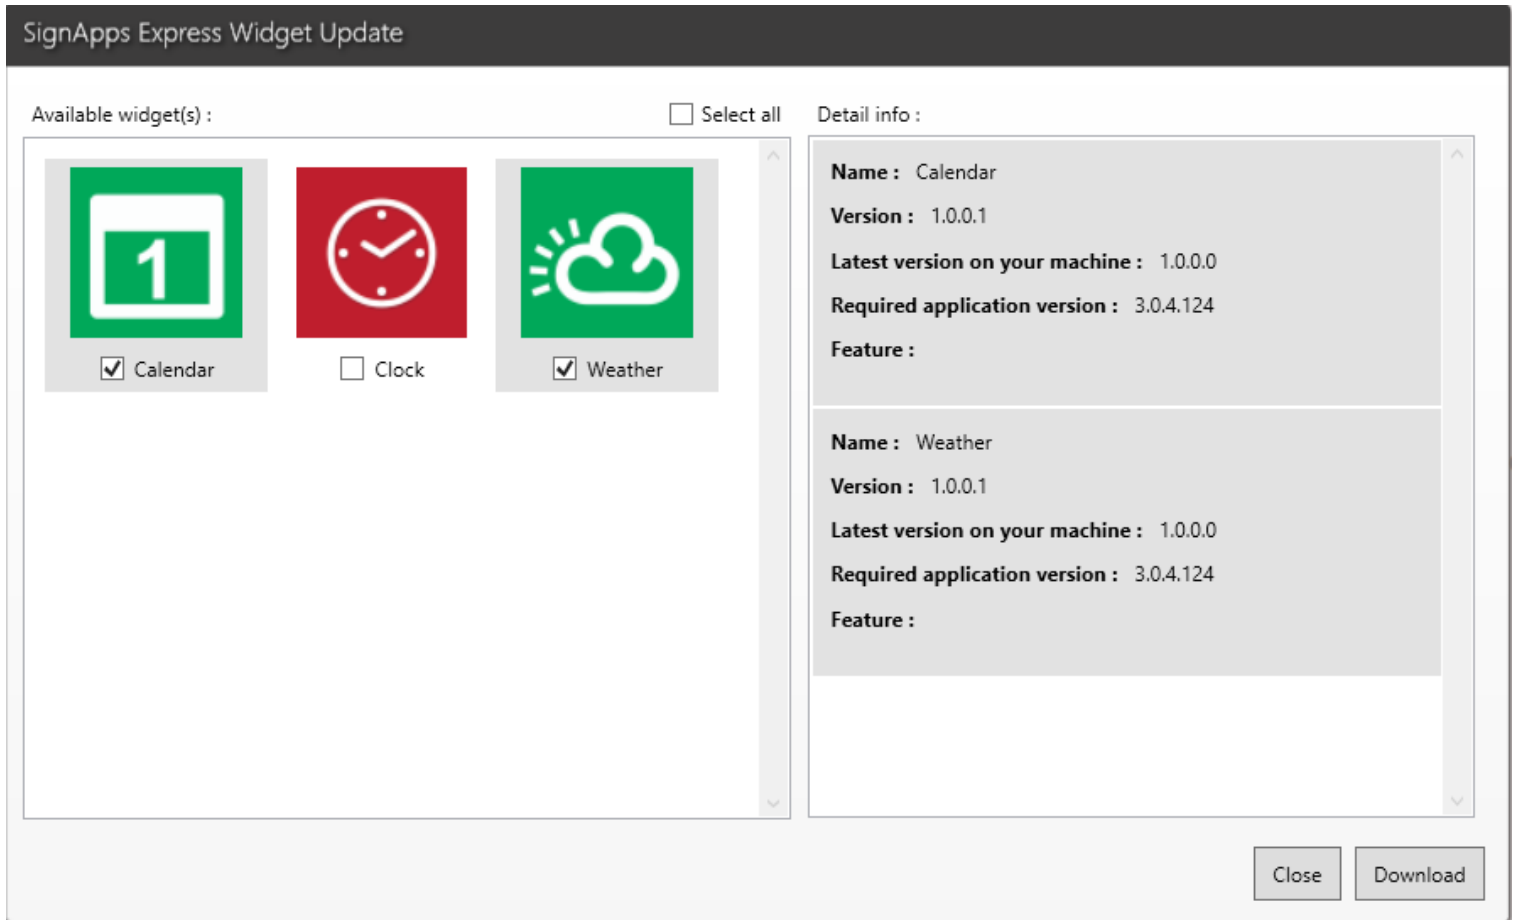 SignApps Express Widget Update
Available widget(s) :
Select all
1
Calendar
Clock
Weather
Detail info :
Name : Calendar
Version : 1.0.0.1
Latest version on your machine : 1.0.0.0
Required application version : 3.0.4.124
Feature :
Name : Weather
Version : 1.0.0.1
Latest version on your machine : 1.0.0.0
Required application version : 3.0.4.124
Feature :
Close
Download